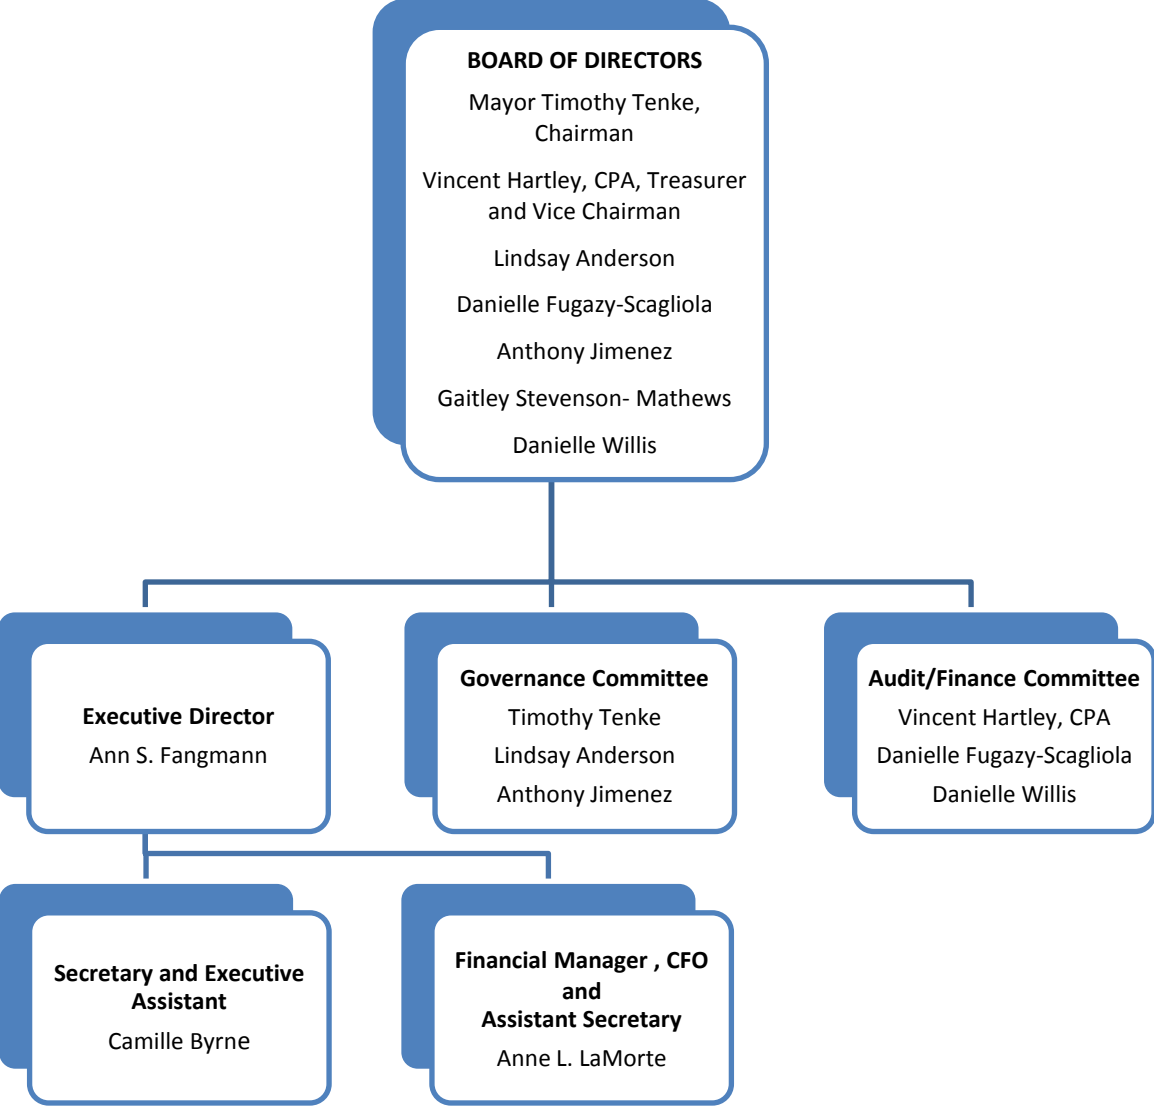 BOARD OF DIRECTORS
Mayor Timothy Tenke,
Chairman
Vincent Hartley, CPA, Treasurer
and Vice Chairman
Lindsay Anderson
Danielle Fugazy-Scagliola
Anthony Jimenez
Gaitley Stevenson- Mathews
Danielle Willis
Executive Director
Ann S. Fangmann
Governance Committee
Timothy Tenke
Lindsay Anderson
Anthony Jimenez
Audit/Finance Committee
Vincent Hartley, CPA
Danielle Fugazy-Scagliola
Danielle Willis
Secretary and Executive
Assistant
Camille Byrne
Financial Manager , CFO
and
Assistant Secretary
Anne L. LaMorte